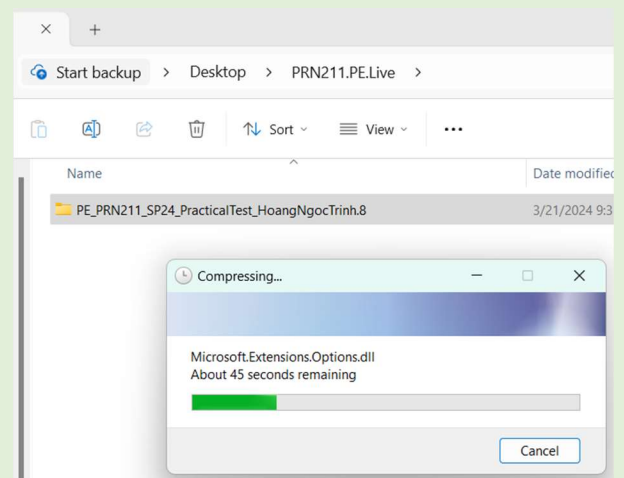 Start backup > Desktop > PRN211.PE.Live >
Sort View
Name Date modified
PE_PRN211_SP24_PracticalTest_HoangNgocTrinh.8 3/21/2024 9:3
Compressing...
Microsoft.Extensions.Options.dll
About 45 seconds remaining
Cancel